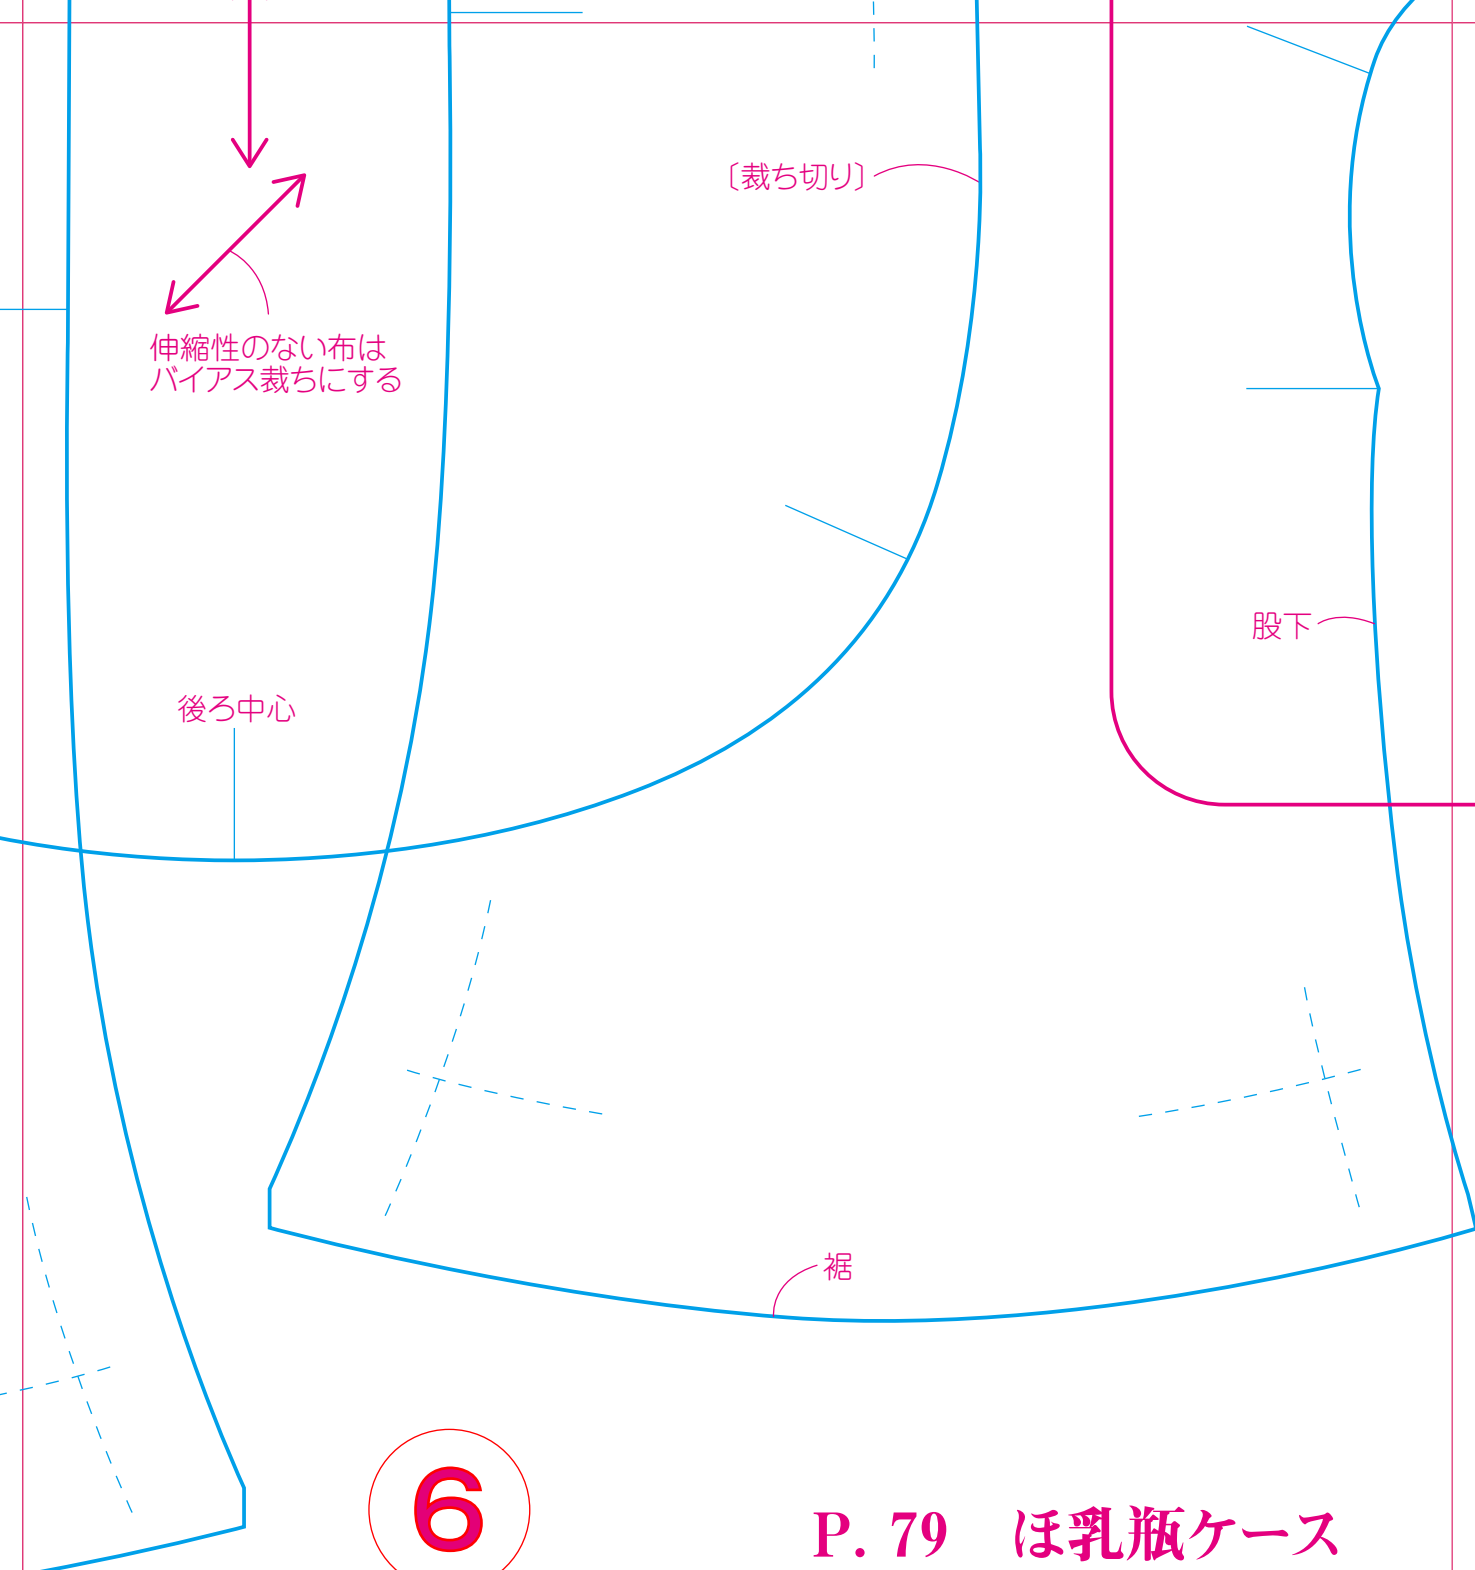 〔裁ち切り〕
伸縮性のない布は
バイアス裁ちにする
股下
後ろ中心
裾
6
P. 79　ほ乳瓶ケース